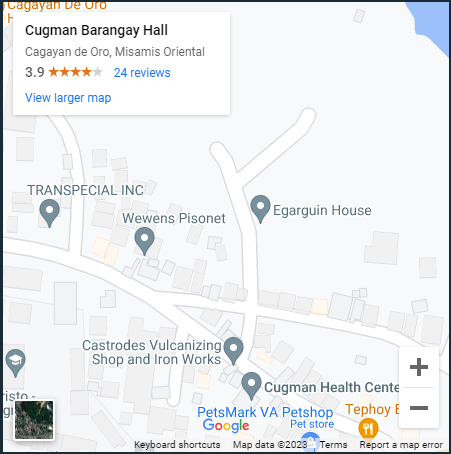 Cagayan de Oro
Cugman Barangay Hall
Cagayan de Oro, Misamis Oriental
3.9 24 reviews
View larger map
TRANSPECIAL INC
Wewens Pisonet
Egarguin House
Castrodes Vulcanizing
Shop and Iron Works
Cugman Health Cente
PetsMark VA Petshop
Pet store
Tephoy E
Google
Keyboard shortcuts Map data ©2023 Terms Report a map error